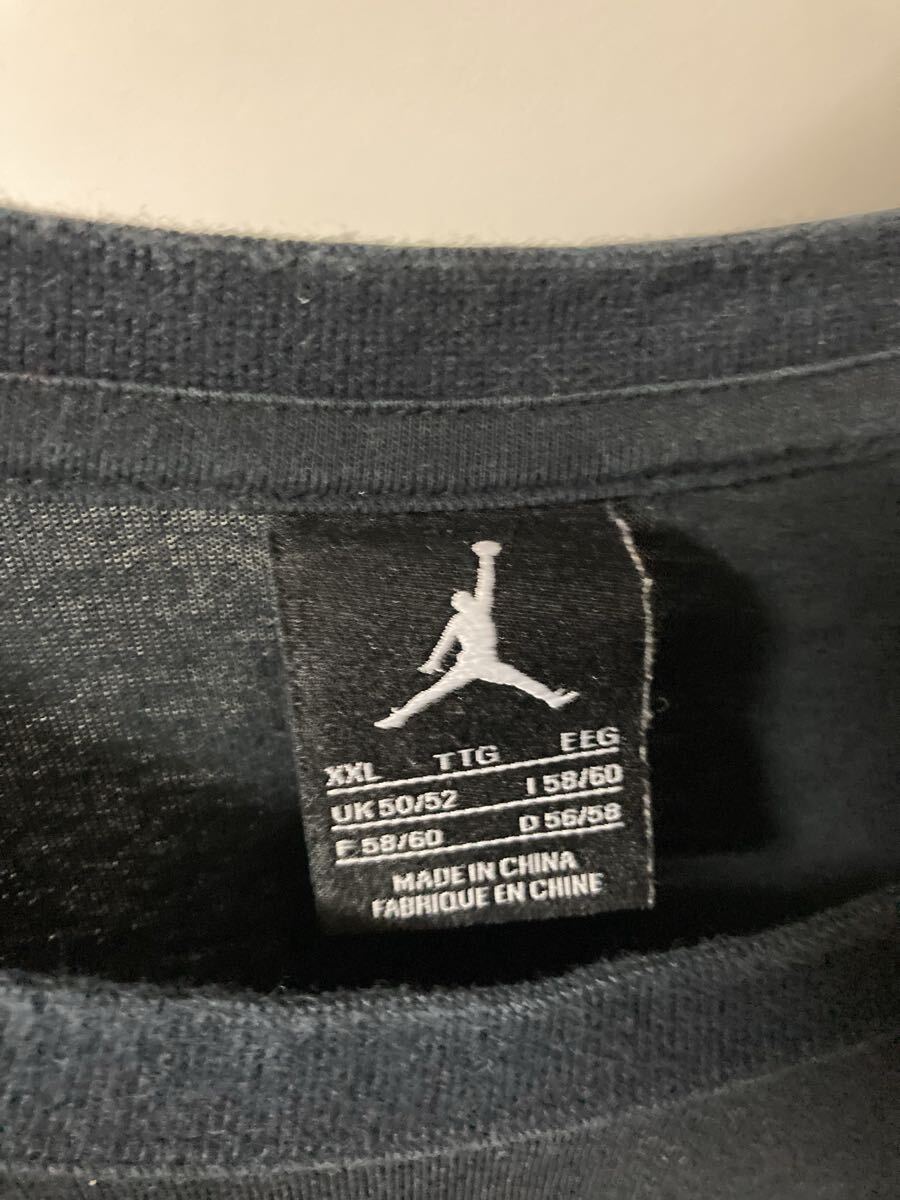 XXL TTG EEG
UK 50/52 I 58/60
F 58/60 D 56/58
MADE IN CHINA
FABRIQUE EN CHINE